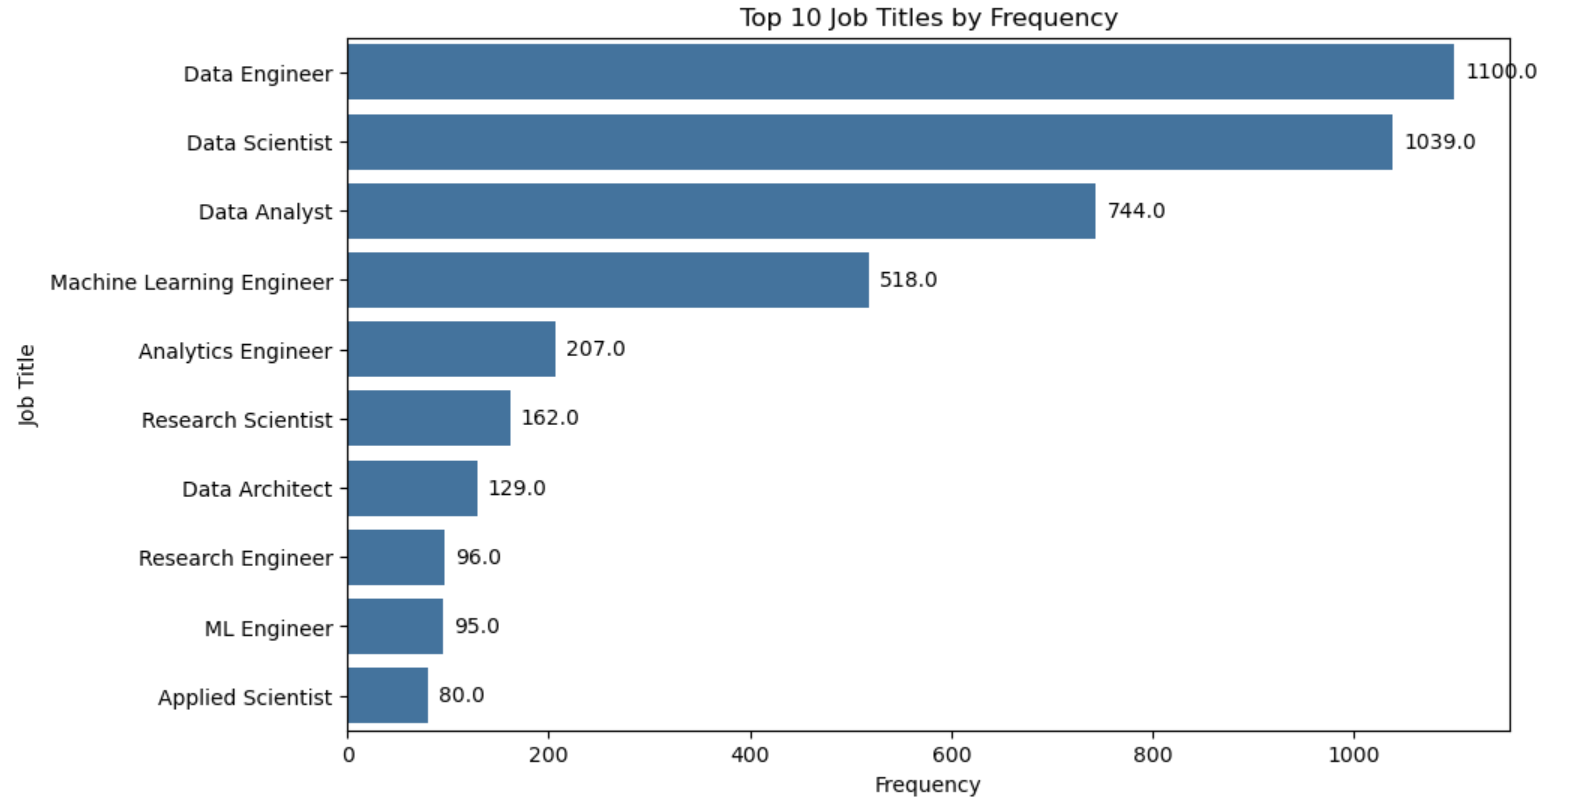 Top 10 Job Titles by Frequency
Data Engineer 1100.0
Data Scientist 1039.0
Data Analyst 744.0
Machine Learning Engineer 518.0
Analytics Engineer 207.0
Research Scientist 162.0
Data Architect 129.0
Research Engineer 96.0
ML Engineer 95.0
Applied Scientist 80.0
Job Title
0 200 400 600 800 1000
Frequency